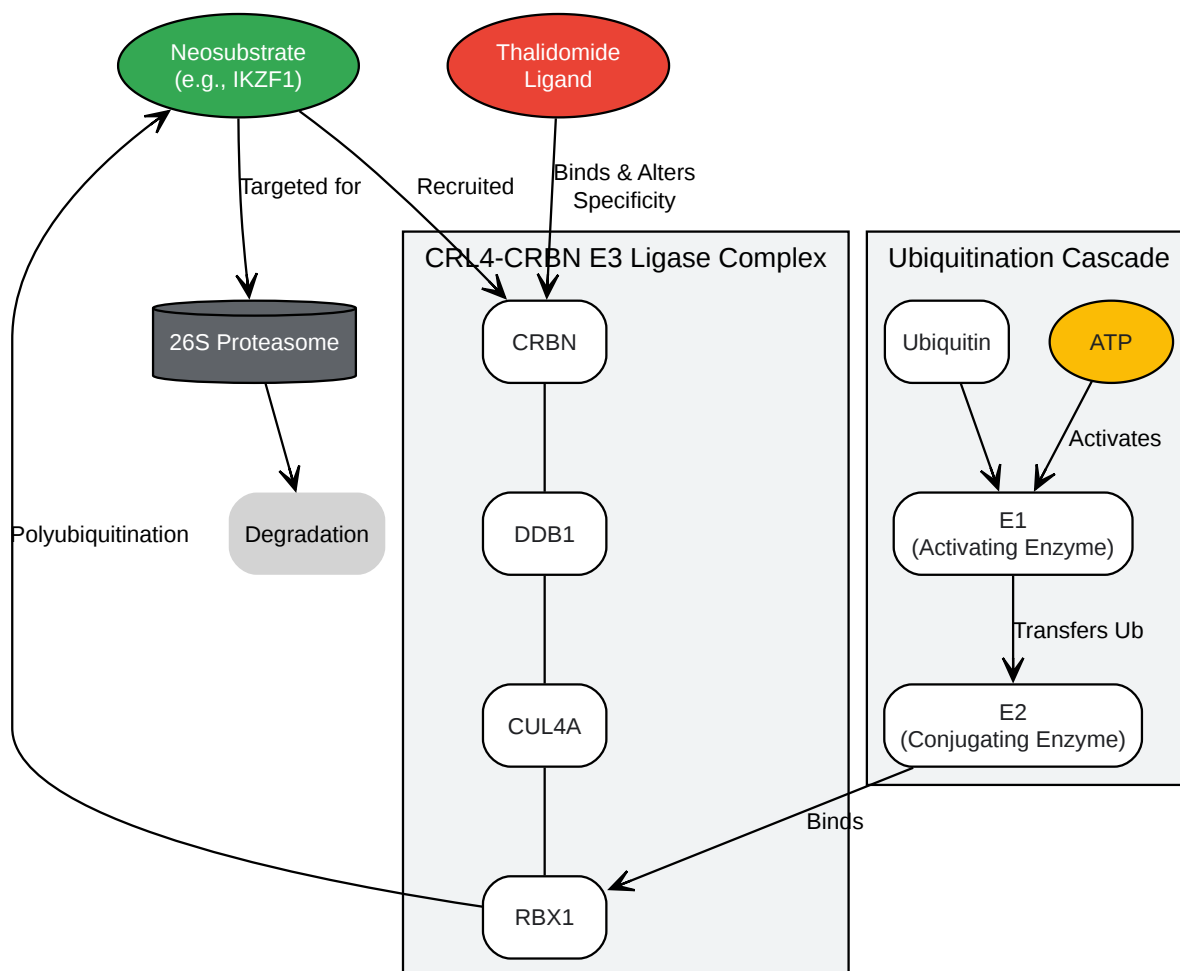 Neosubstrate
(e.g., IKZF1)
Thalidomide
Ligand
Targeted for
Recruited
Binds & Alters
Specificity
CRL4-CRBN E3 Ligase Complex
Ubiquitination Cascade
26S Proteasome
CRBN
Ubiquitin
ATP
Activates
Polyubiquitination
Degradation
DDB1
E1
(Activating Enzyme)
Transfers Ub
CUL4A
E2
(Conjugating Enzyme)
Binds
RBX1